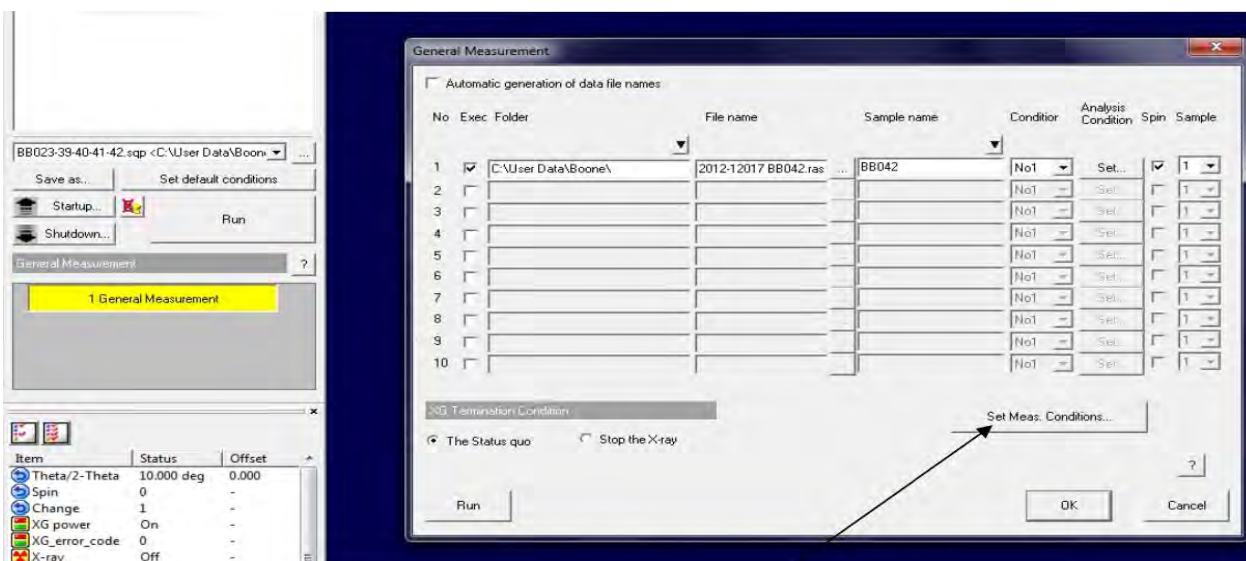 BB023-39-40-41-42.sqp <C:\User Data\Boon
...
Save as...
Set default conditions
Startup...
Run
Shutdown...
General Measurement
?
1 General Measurement
Item Status Offset
Theta/2-Theta 10.000 deg 0.000
Spin 0 -
Change 1 -
XG power On -
XG_error_code 0 -
X-ray Off -
General Measurement
Automatic generation of data file names
No Exec Folder File name Sample name Condition Analysis Condition Spin Sample
1 C:\User Data\Boone\ 2012-12017 BB042.ras ... BB042 No1 Set... 1
2 No1 Set... 1
3 No1 Set... 1
4 No1 Set... 1
5 No1 Set... 1
6 No1 Set... 1
7 No1 Set... 1
8 No1 Set... 1
9 No1 Set... 1
10 No1 Set... 1
XG Termination Condition
The Status quo Stop the X-ray
Set Meas. Conditions...
?
Run OK Cancel